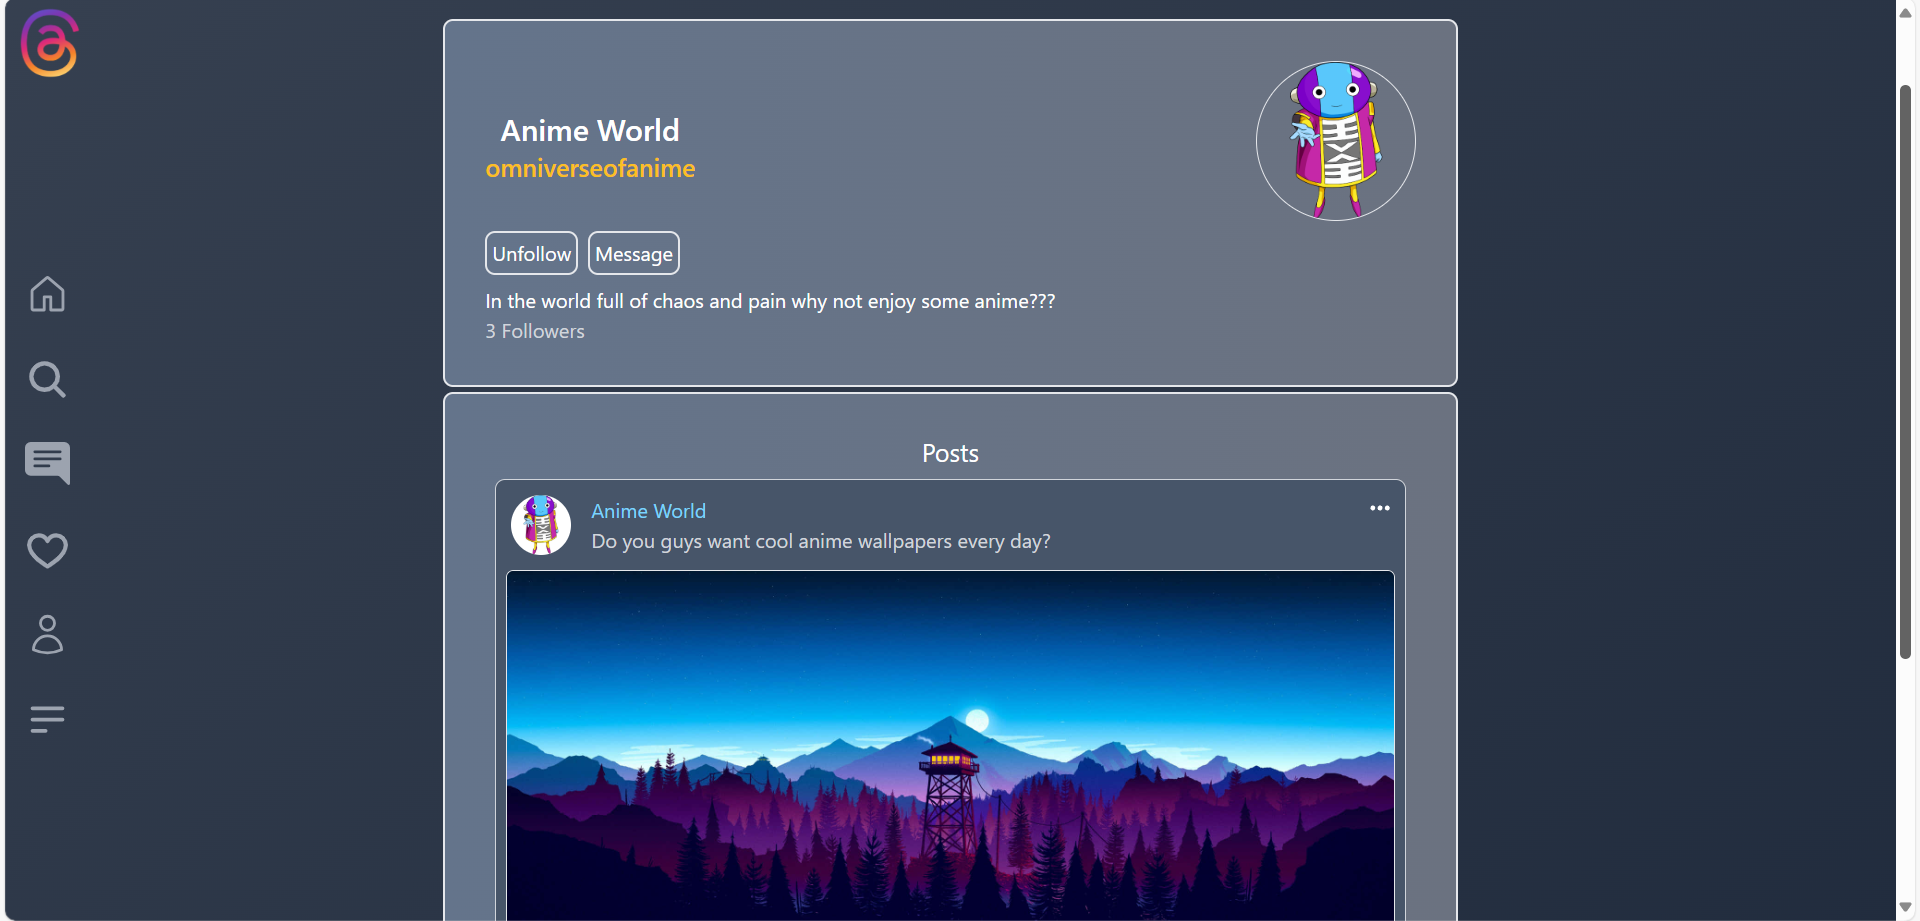 Anime World
omniverseofanime
Unfollow Message
In the world full of chaos and pain why not enjoy some anime???
3 Followers
Posts
Anime World
Do you guys want cool anime wallpapers every day?